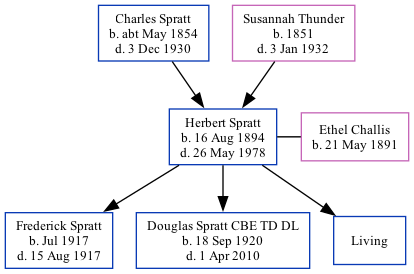 Charles Spratt
b. abt May 1854
d. 3 Dec 1930
Susannah Thunder
b. 1851
d. 3 Jan 1932
Herbert Spratt
b. 16 Aug 1894
d. 26 May 1978
Ethel Challis
b. 21 May 1891
Frederick Spratt
b. Jul 1917
d. 15 Aug 1917
Douglas Spratt CBE TD DL
b. 18 Sep 1920
d. 1 Apr 2010
Living